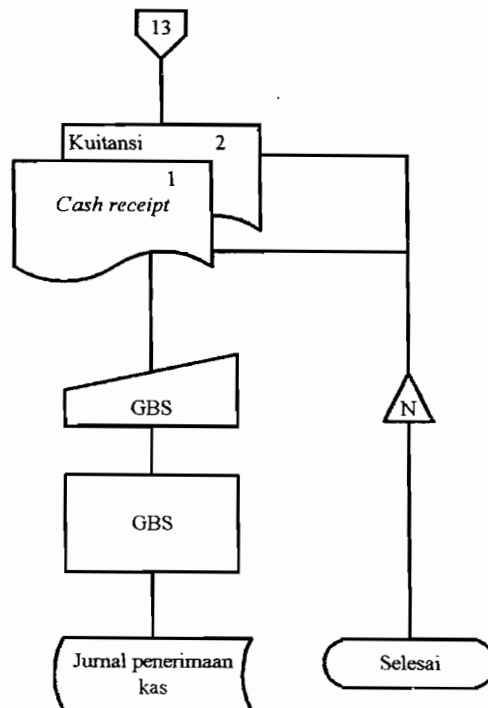 13
Kuitansi 2
1
Cash receipt
GBS
N
GBS
Jurnal penerimaan
kas
Selesai